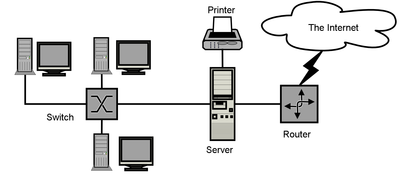 Printer
The Internet
Switch
Server
Router